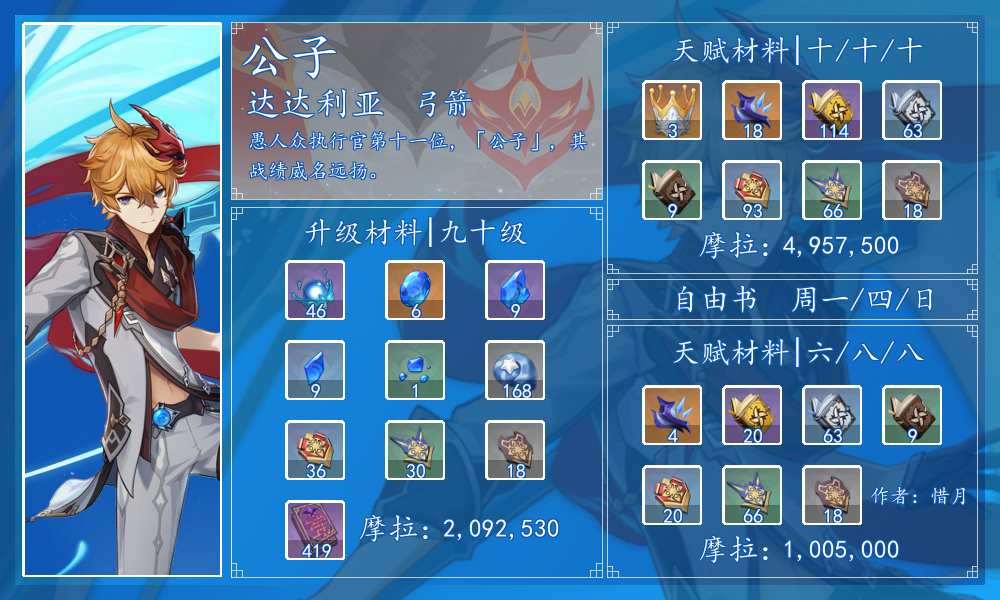 公子
达达利亚 弓箭
愚人众执行官第十一位，「公子」，其
战绩威名远扬。
升级材料|九十级
46 6 9
9 1 168
36 30 18
419
摩拉：2,092,530
天赋材料|十/十/十
3 18 114 63
9 93 66 18
摩拉：4,957,500
自由书 周一/四/日
天赋材料|六/八/八
4 20 63 9
20 66 18
作者：惜月
摩拉：1,005,000